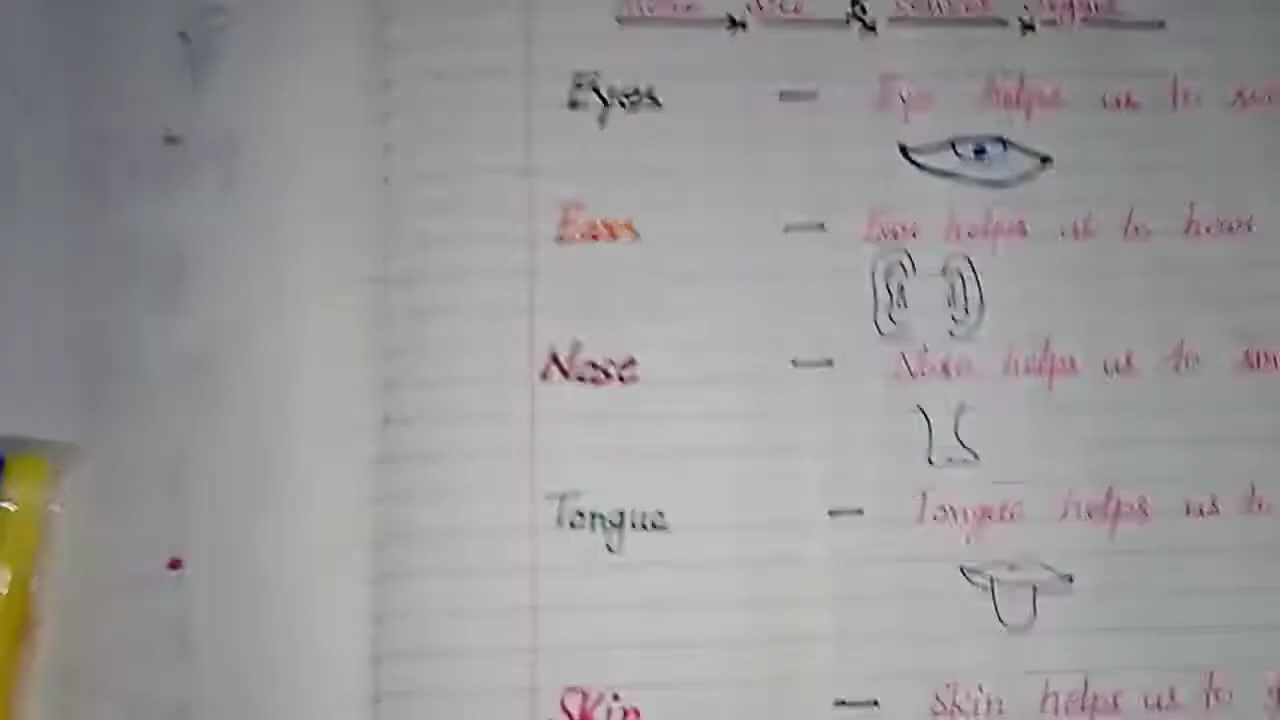 Eyes — Eye helps us to
Ears — Ears helps us to hear
Nose — Nose helps us to
Tongue — Tongue helps us to
Skin — Skin helps us to